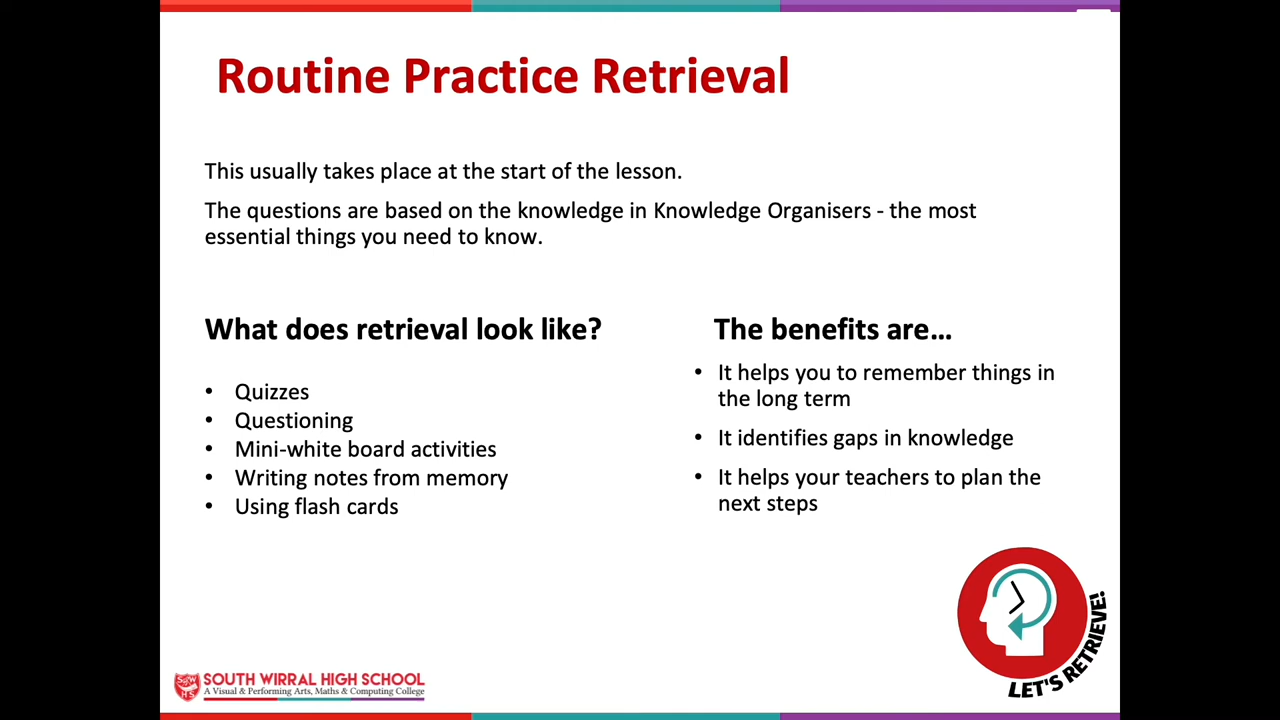 Routine Practice Retrieval
This usually takes place at the start of the lesson.
The questions are based on the knowledge in Knowledge Organisers - the most
essential things you need to know.
What does retrieval look like?
• Quizzes
• Questioning
• Mini-white board activities
• Writing notes from memory
• Using flash cards
The benefits are…
• It helps you to remember things in
the long term
• It identifies gaps in knowledge
• It helps your teachers to plan the
next steps
LET'S RETRIEVE!
SOUTH WIRRAL HIGH SCHOOL
A Visual & Performing Arts, Maths & Computing College